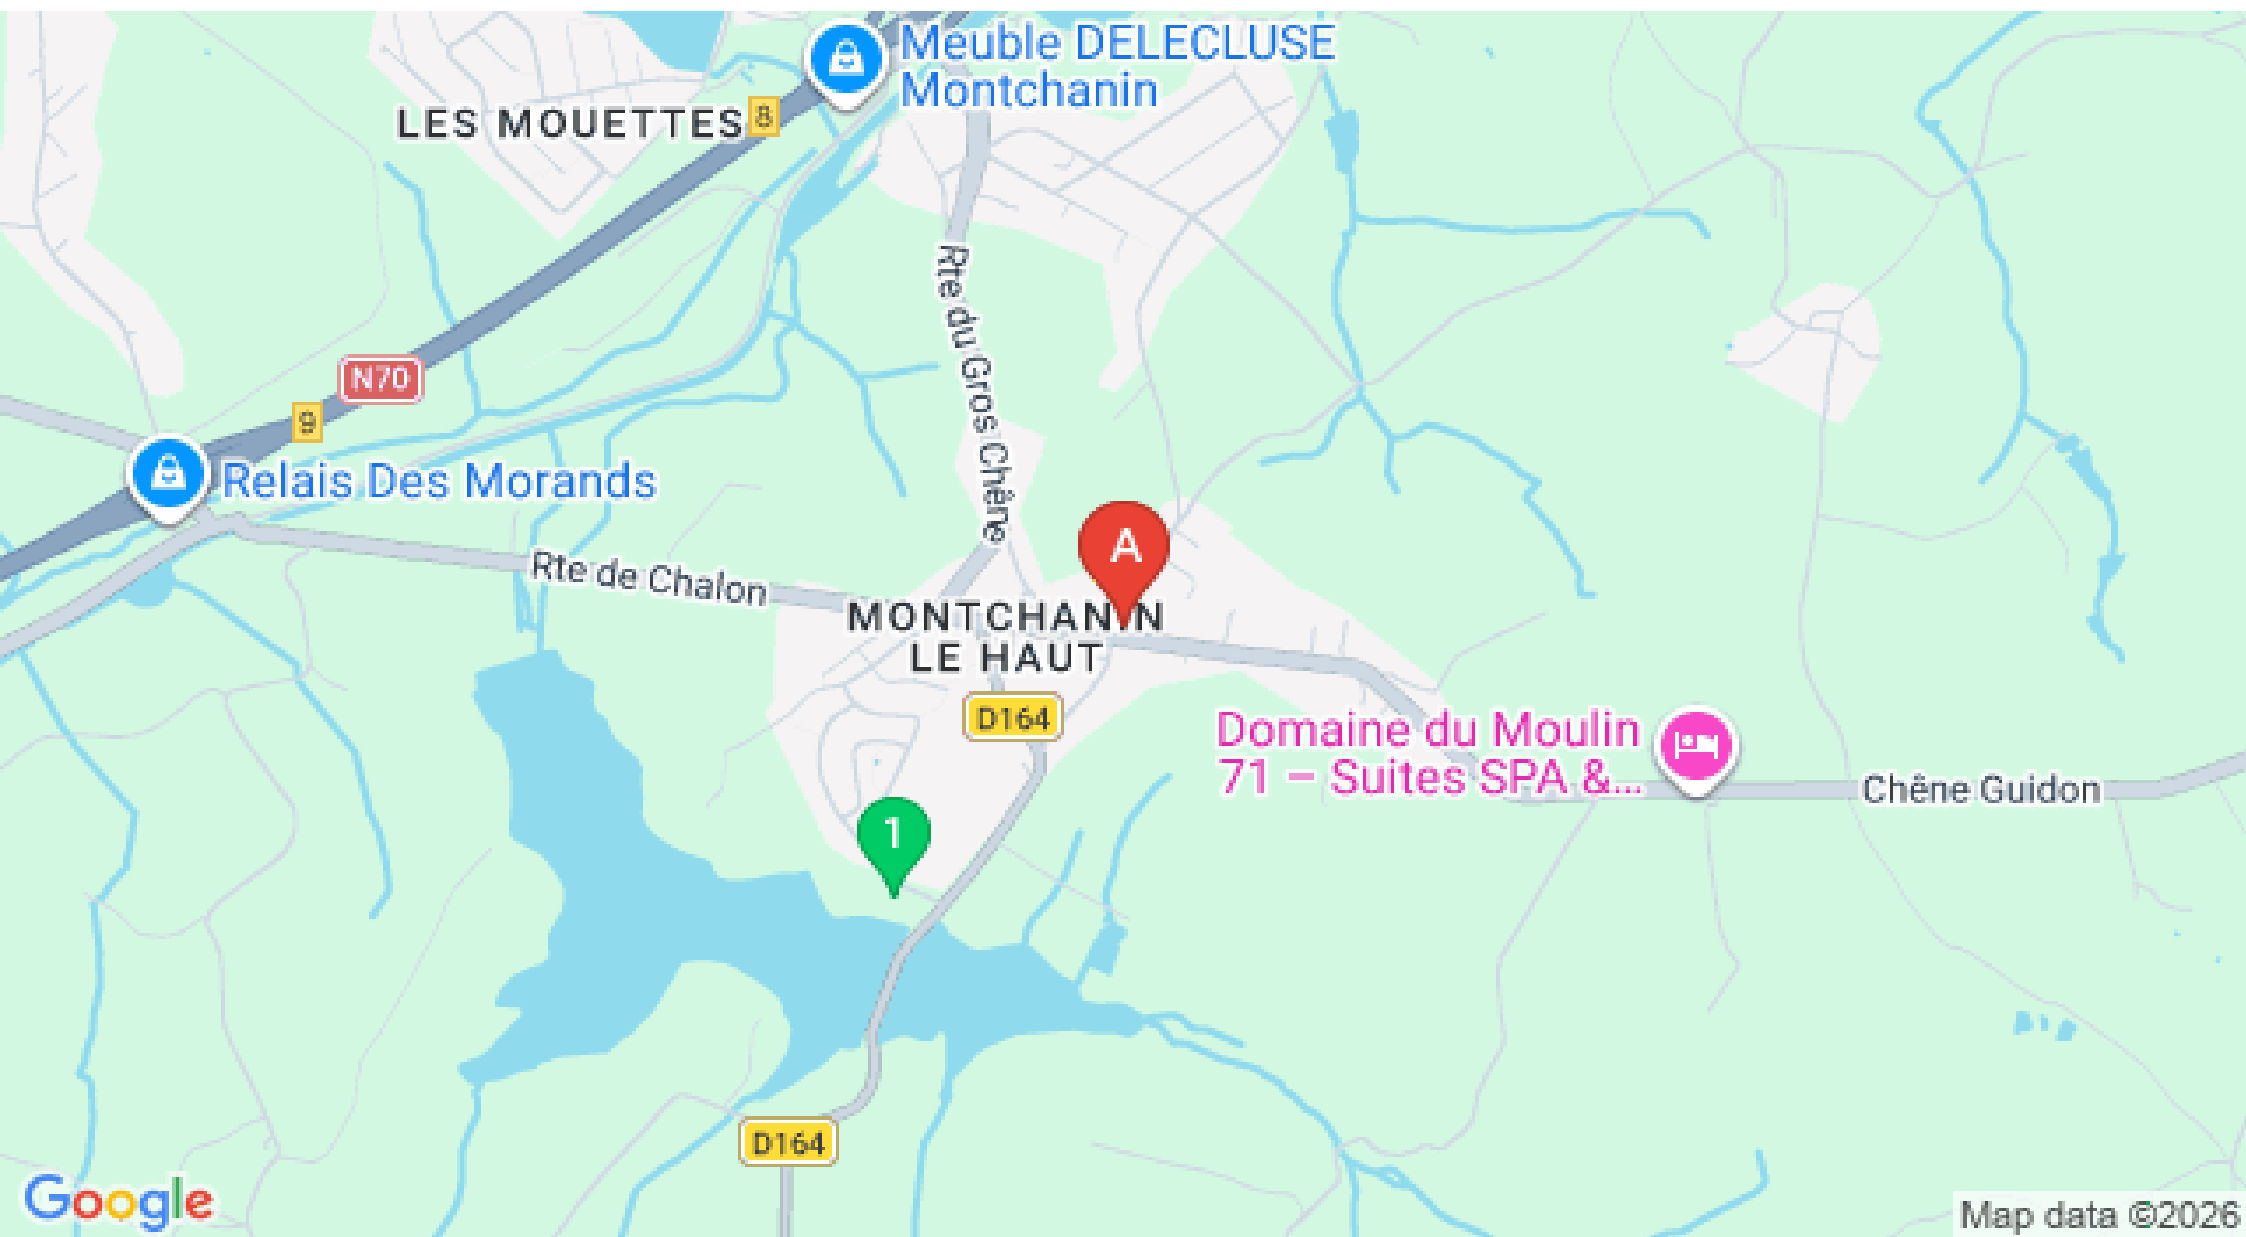 Meuble DELECLUSE
Montchanin
LES MOUETTES
8
Rte du Gros Chêne
N70
9
Relais Des Morands
A
Rte de Chalon
MONTCHANIN
LE HAUT
D164
Domaine du Moulin
71 – Suites SPA &...
Chêne Guidon
1
D164
Google
Map data ©2026